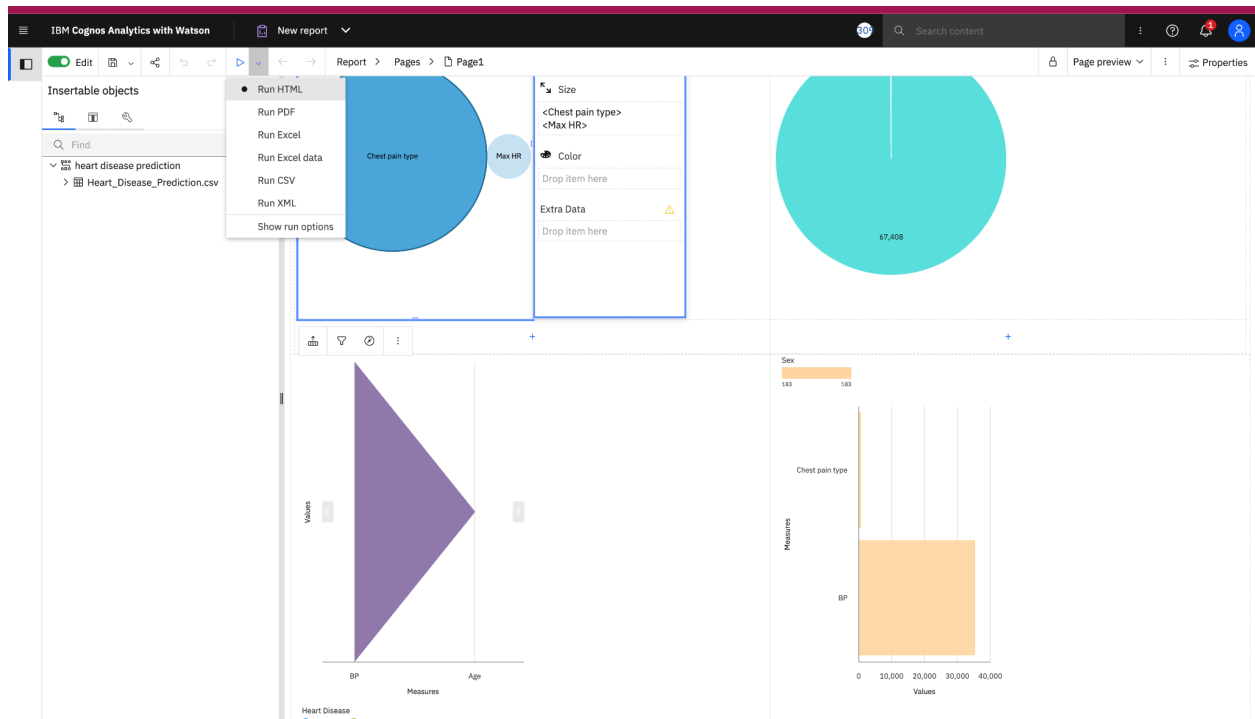 IBM Cognos Analytics with Watson
New report
30
Search content
1
Edit
Report > Pages > Page1
Page preview
Properties
Insertable objects
Find
heart disease prediction
Heart_Disease_Prediction.csv
Run HTML
Run PDF
Run Excel
Run Excel data
Run CSV
Run XML
Show run options
Chest pain type
Max HR
Size
<Chest pain type>
<Max HR>
Color
Drop item here
Extra Data
Drop item here
67,408
Values
BP
Age
Measures
Heart Disease
Sex
183
183
Measures
Chest pain type
BP
0
10,000
20,000
30,000
40,000
Values